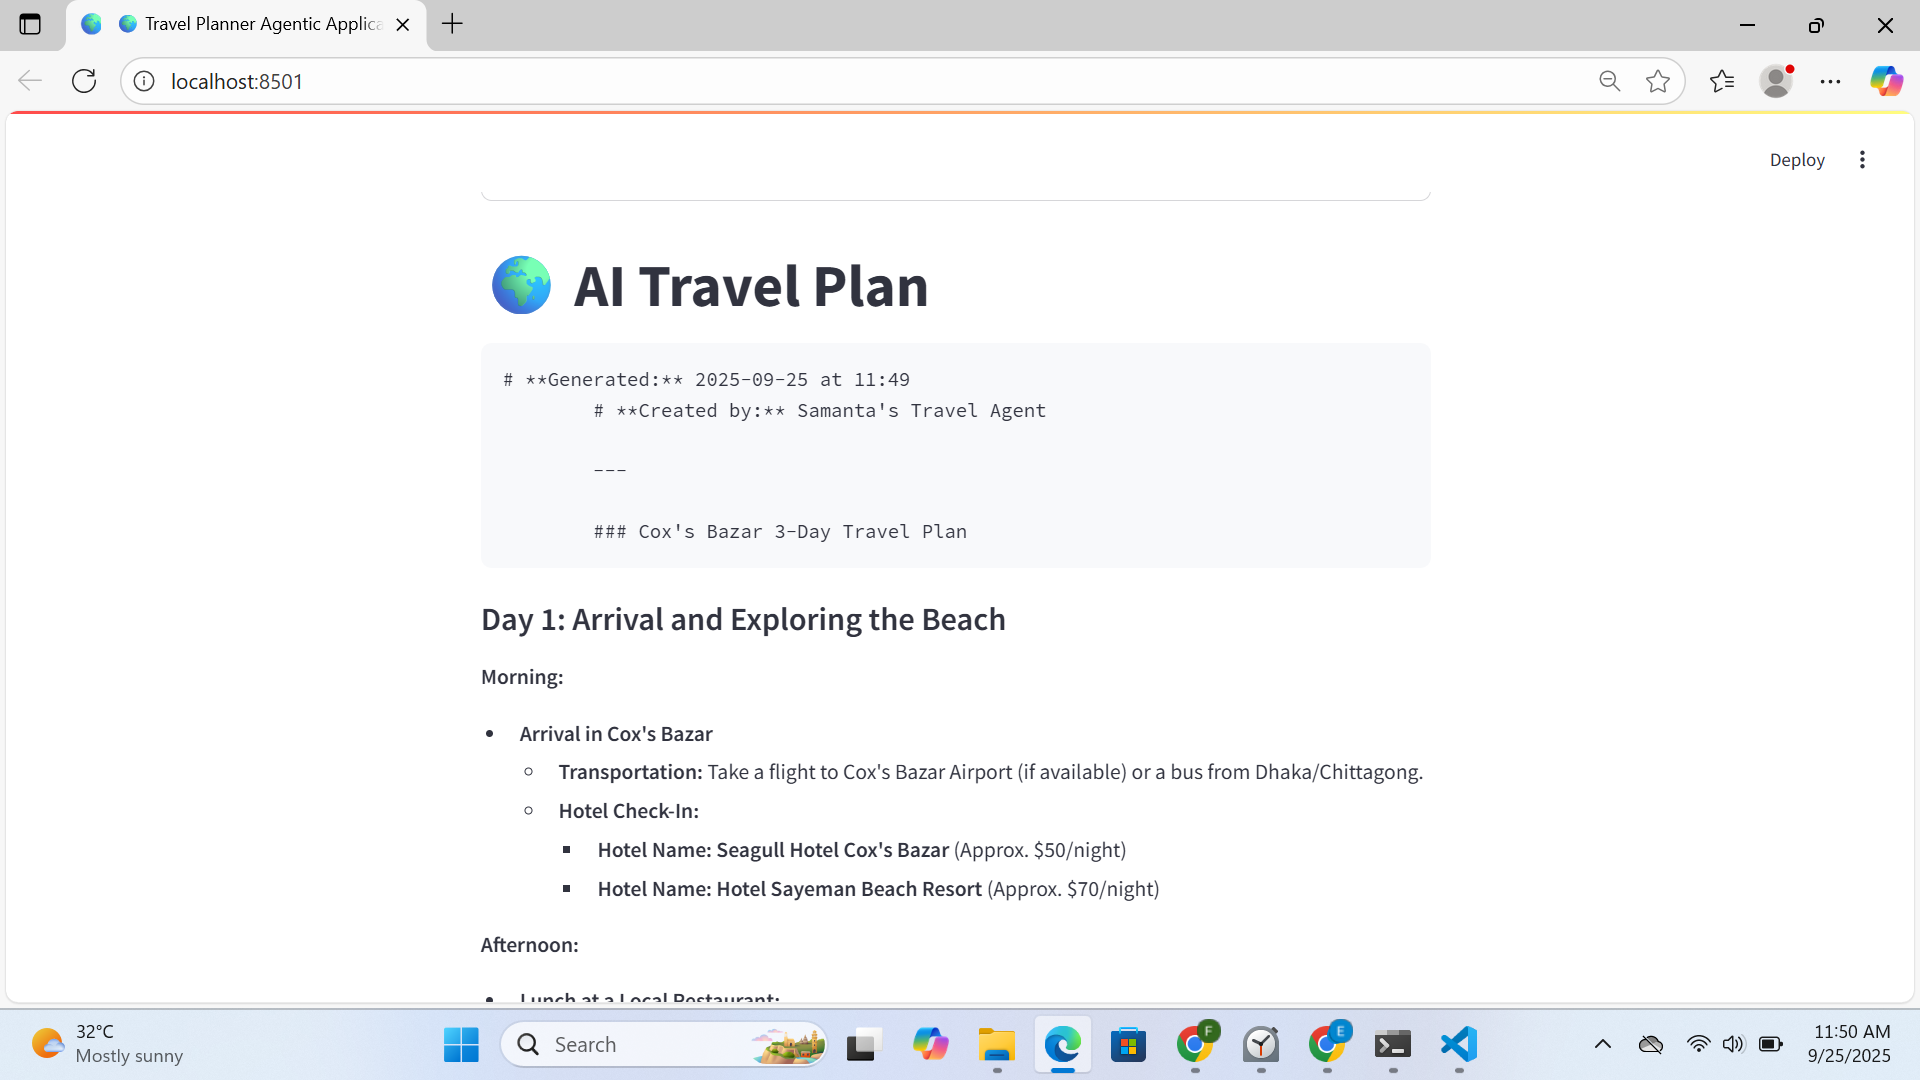 Travel Planner Agentic Applica
localhost:8501
Deploy
AI Travel Plan
# **Generated:** 2025-09-25 at 11:49
# **Created by:** Samanta's Travel Agent
---
### Cox's Bazar 3-Day Travel Plan
Day 1: Arrival and Exploring the Beach
Morning:
• Arrival in Cox's Bazar
◦ Transportation: Take a flight to Cox's Bazar Airport (if available) or a bus from Dhaka/Chittagong.
◦ Hotel Check-In:
▪ Hotel Name: Seagull Hotel Cox's Bazar (Approx. $50/night)
▪ Hotel Name: Hotel Sayeman Beach Resort (Approx. $70/night)
Afternoon:
• Lunch at a Local Restaurant:
32°C
Mostly sunny
Search
F
E
11:50 AM
9/25/2025